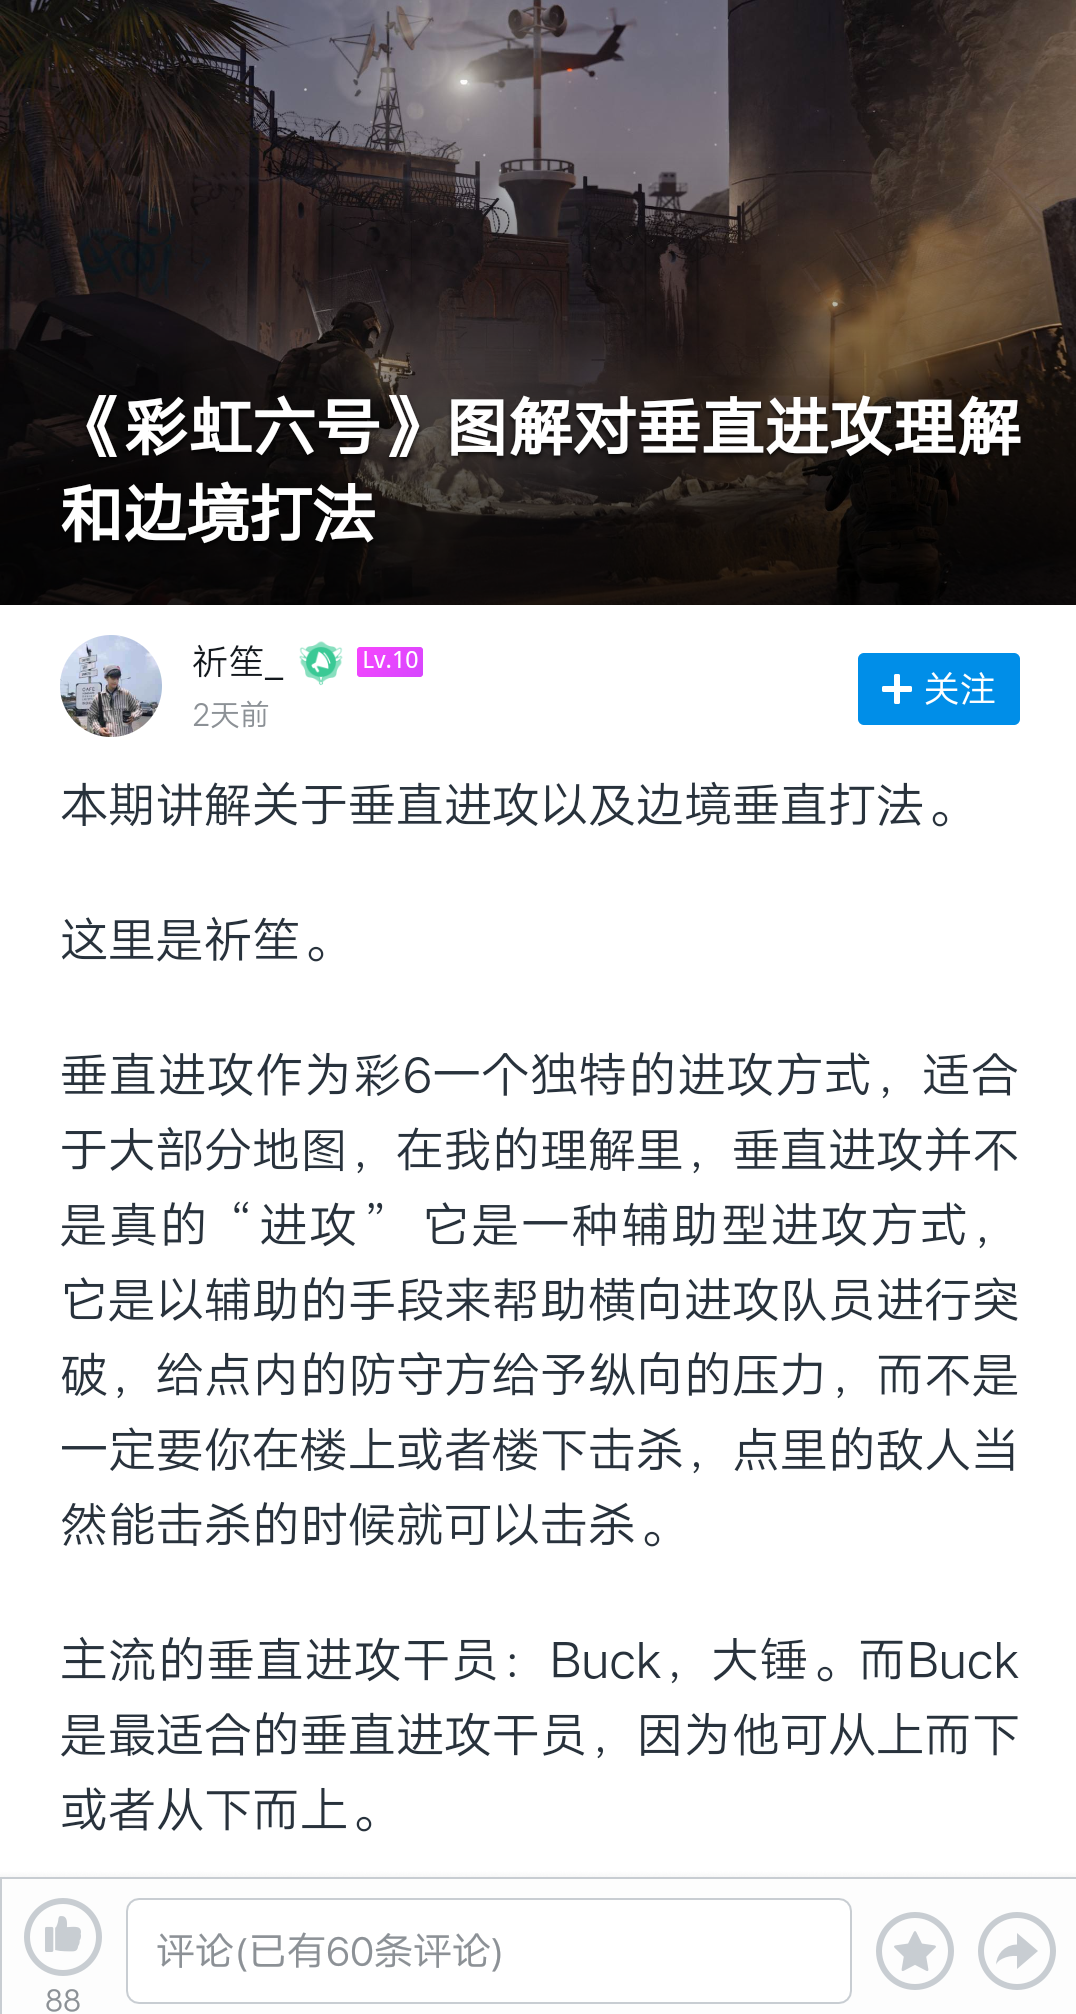 《彩虹六号》图解对垂直进攻理解
和边境打法
祈笙_ Lv.10
2天前
关注
本期讲解关于垂直进攻以及边境垂直打法。
这里是祈笙。
垂直进攻作为彩6一个独特的进攻方式，适合
于大部分地图，在我的理解里，垂直进攻并不
是真的“进攻” 它是一种辅助型进攻方式，
它是以辅助的手段来帮助横向进攻队员进行突
破，给点内的防守方给予纵向的压力，而不是
一定要你在楼上或者楼下击杀，点里的敌人当
然能击杀的时候就可以击杀。
主流的垂直进攻干员：Buck，大锤。而Buck
是最适合的垂直进攻干员，因为他可从上而下
或者从下而上。
评论(已有60条评论)
88